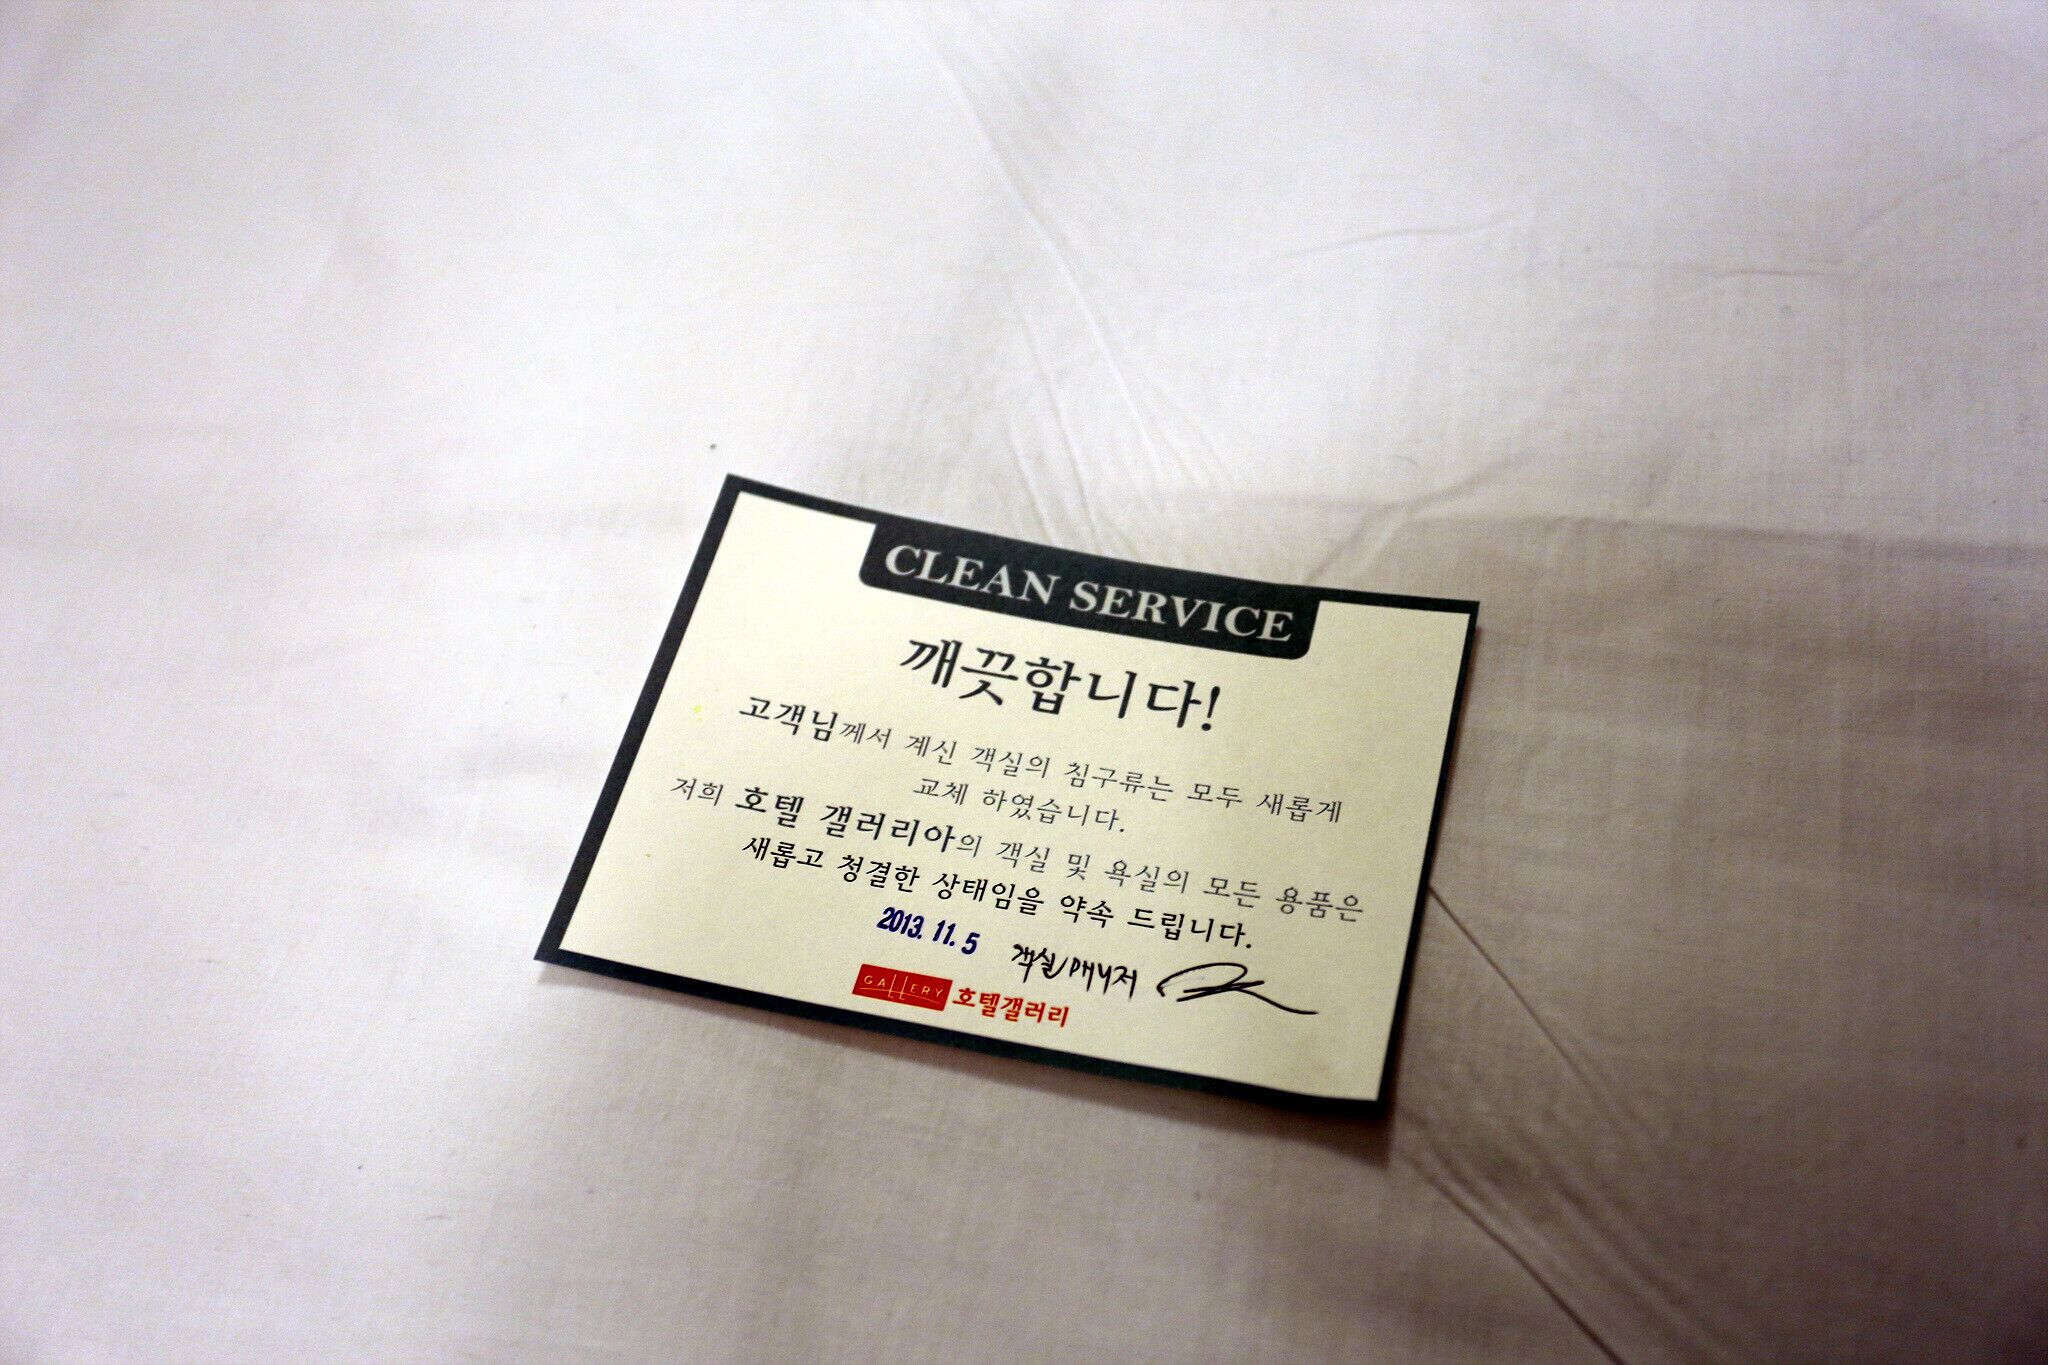 CLEAN SERVICE
깨끗합니다!
고객님께서 계신 객실의 침구류는 모두 새롭게
교체 하였습니다.
저희 호텔 갤러리아의 객실 및 욕실의 모든 용품은
새롭고 청결한 상태임을 약속 드립니다.
2013. 11. 5 객실매니저
GALLERY 호텔갤러리